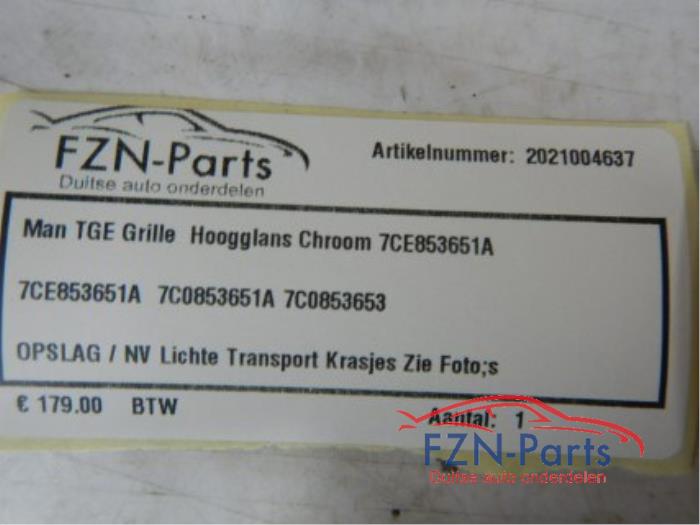 FZN-Parts
Duitse auto onderdelen
Artikelnummer: 2021004637
Man TGE Grille Hoogglans Chroom 7CE853651A
7CE853651A 7C0853651A 7C0853653
OPSLAG / NV Lichte Transport Krasjes Zie Foto;s
€ 179.00 BTW
Aantal: 1
FZN-Parts
Duitse auto onderdelen